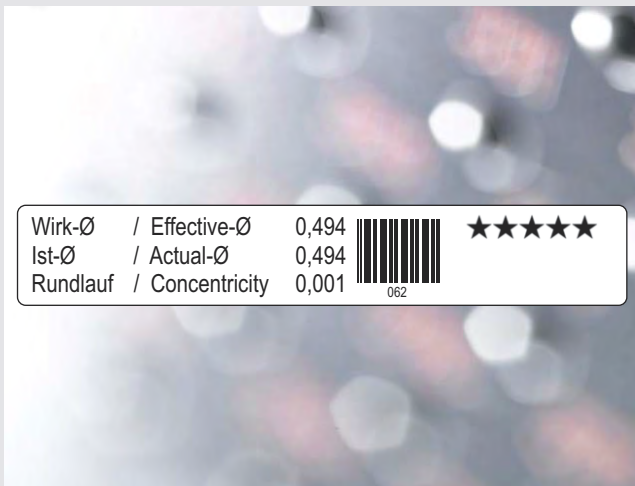 Wirk-Ø / Effective-Ø 0,494 ★★★★★
Ist-Ø / Actual-Ø 0,494
Rundlauf / Concentricity 0,001
062